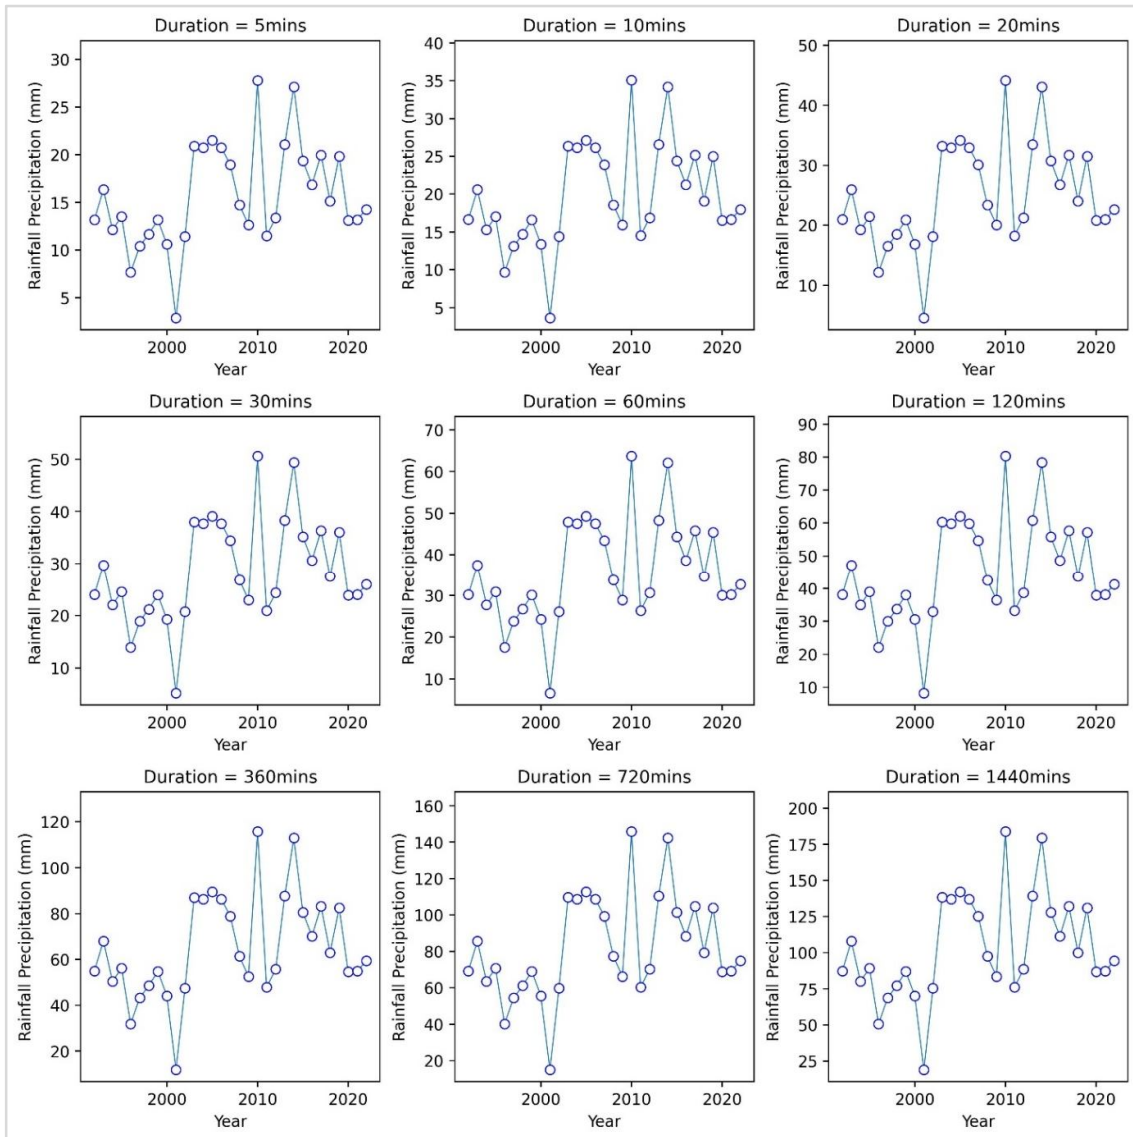 Duration = 5mins
Rainfall Precipitation (mm)
30
25
20
15
10
5
2000 2010 2020
Year
Duration = 10mins
Rainfall Precipitation (mm)
40
35
30
25
20
15
10
5
2000 2010 2020
Year
Duration = 20mins
Rainfall Precipitation (mm)
50
40
30
20
10
2000 2010 2020
Year
Duration = 30mins
Rainfall Precipitation (mm)
50
40
30
20
10
2000 2010 2020
Year
Duration = 60mins
Rainfall Precipitation (mm)
70
60
50
40
30
20
10
2000 2010 2020
Year
Duration = 120mins
Rainfall Precipitation (mm)
90
80
70
60
50
40
30
20
10
2000 2010 2020
Year
Duration = 360mins
Rainfall Precipitation (mm)
120
100
80
60
40
20
2000 2010 2020
Year
Duration = 720mins
Rainfall Precipitation (mm)
160
140
120
100
80
60
40
20
2000 2010 2020
Year
Duration = 1440mins
Rainfall Precipitation (mm)
200
175
150
125
100
75
50
25
2000 2010 2020
Year